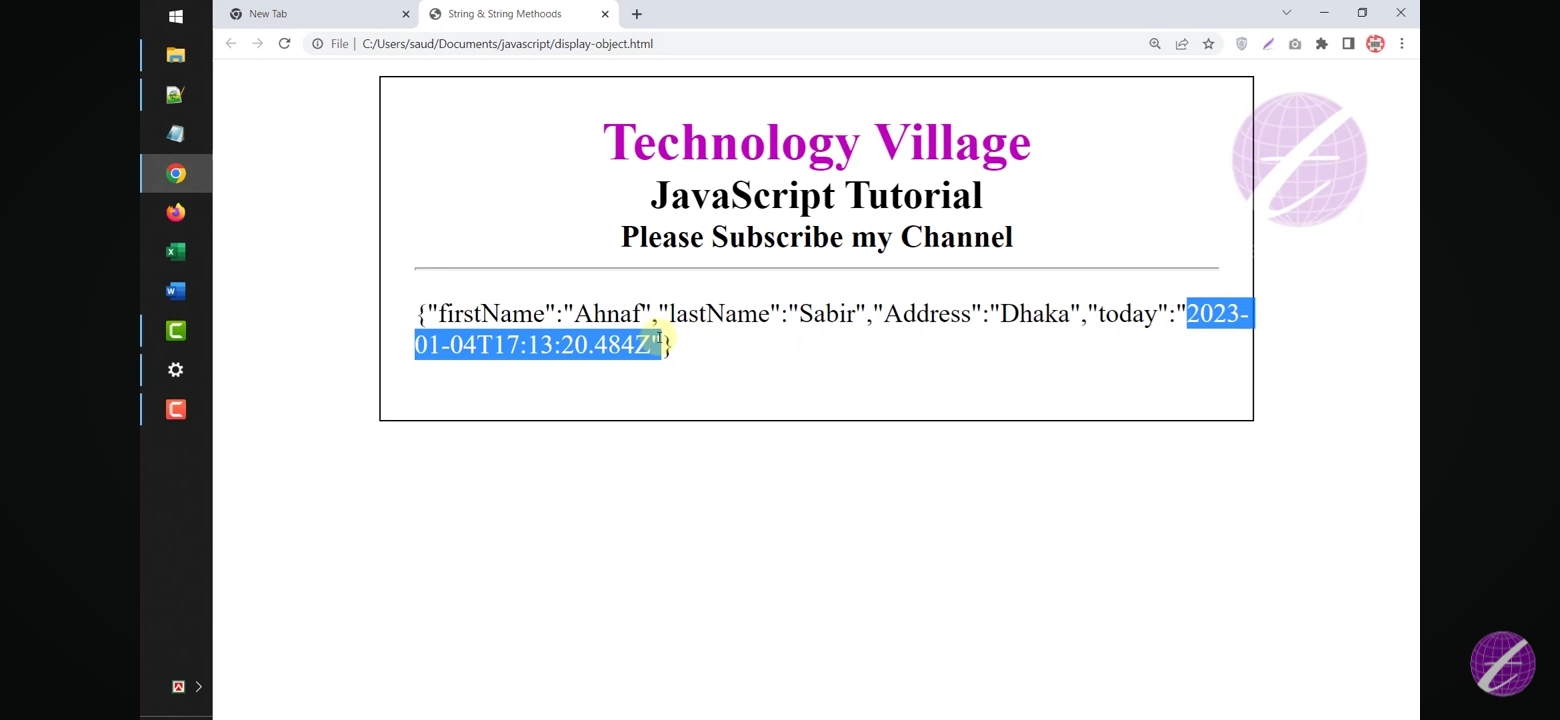 New Tab
String & String Methoods
File
C:/Users/saud/Documents/javascript/display-object.html
Technology Village
JavaScript Tutorial
Please Subscribe my Channel
{"firstName":"Ahnaf","lastName":"Sabir","Address":"Dhaka","today":"2023-
01-04T17:13:20.484Z"}